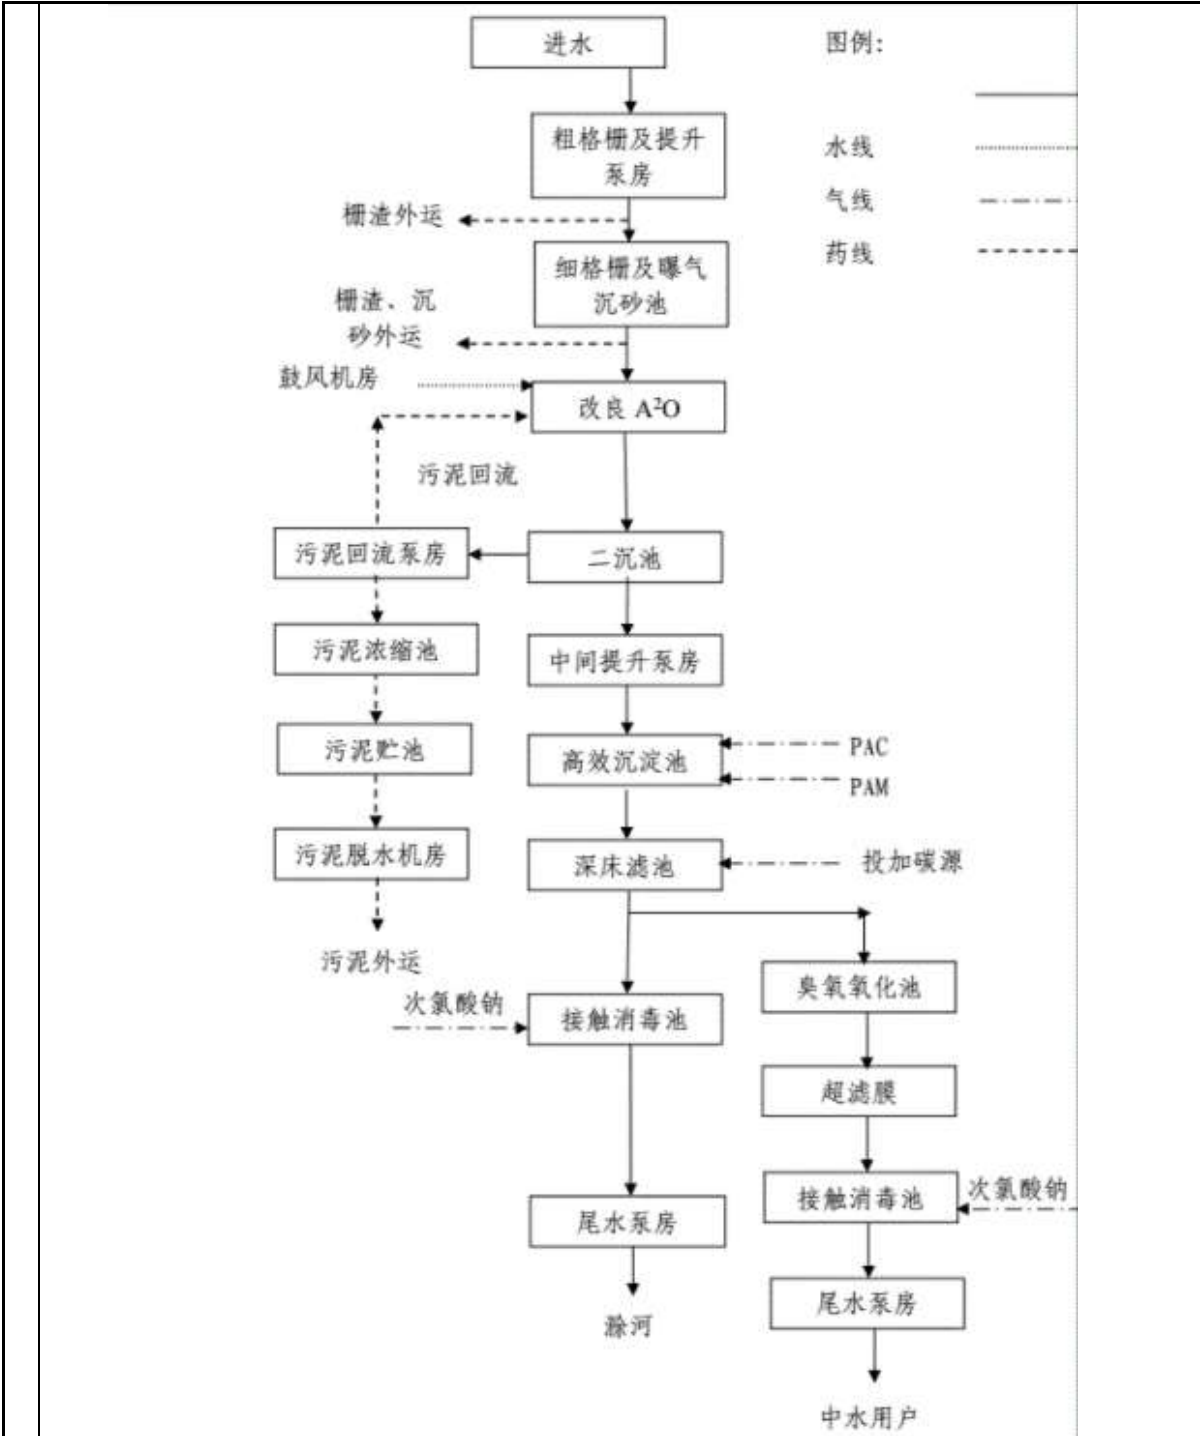 进水
图例：
粗格栅及提升
泵房
水线
栅渣外运
气线
细格栅及曝气
沉砂池
药线
栅渣、沉
砂外运
鼓风机房
改良 A²O
污泥回流
污泥回流泵房
二沉池
污泥浓缩池
中间提升泵房
污泥贮池
高效沉淀池
PAC
PAM
污泥脱水机房
深床滤池
投加碳源
污泥外运
臭氧氧化池
次氯酸钠
接触消毒池
超滤膜
接触消毒池
次氯酸钠
尾水泵房
尾水泵房
滁河
中水用户